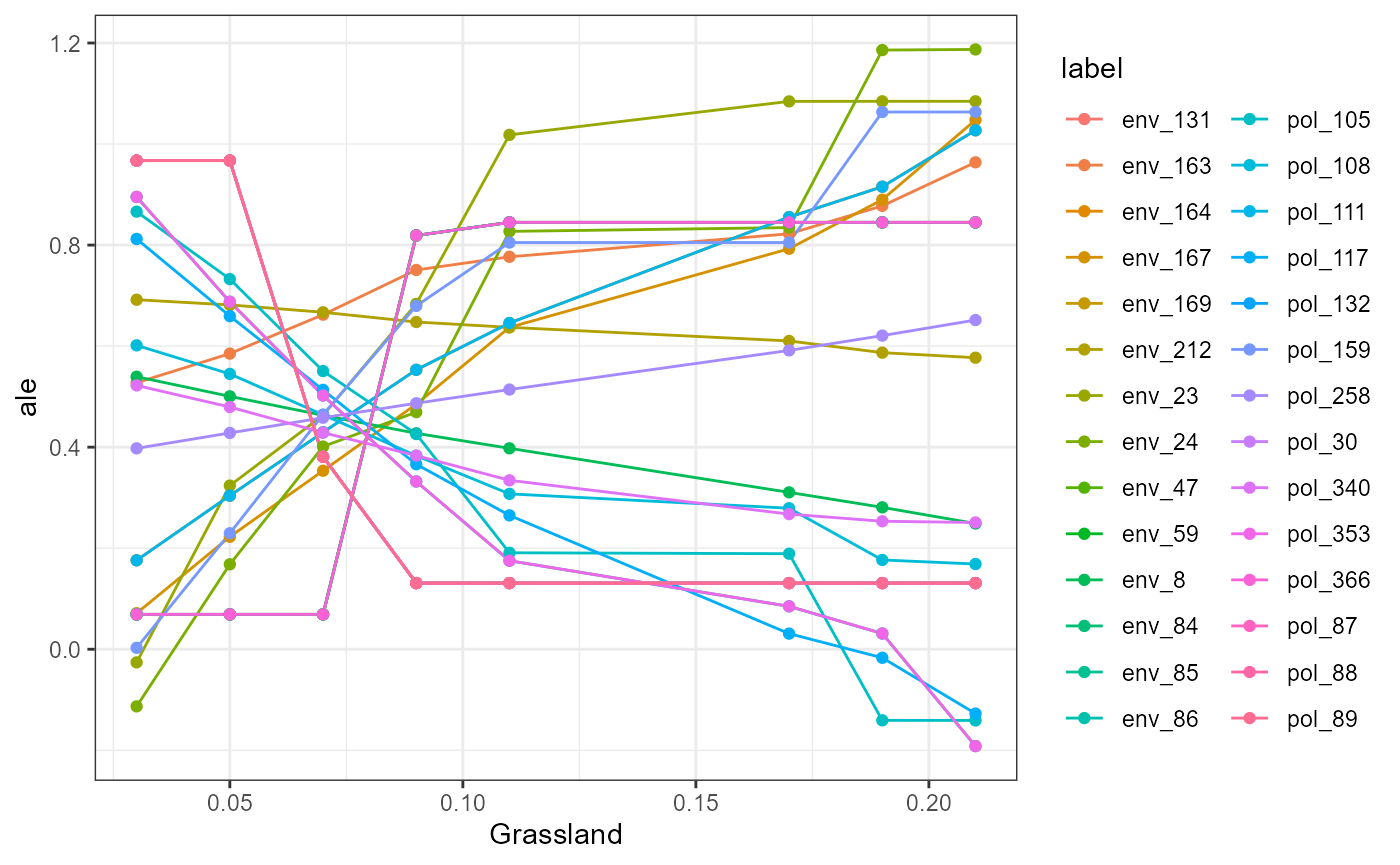 label
1.2
0.8
0.4
0.0
ale
0.05 0.10 0.15 0.20
Grassland
env_131 pol_105
env_163 pol_108
env_164 pol_111
env_167 pol_117
env_169 pol_132
env_212 pol_159
env_23 pol_258
env_24 pol_30
env_47 pol_340
env_59 pol_353
env_8 pol_366
env_84 pol_87
env_85 pol_88
env_86 pol_89